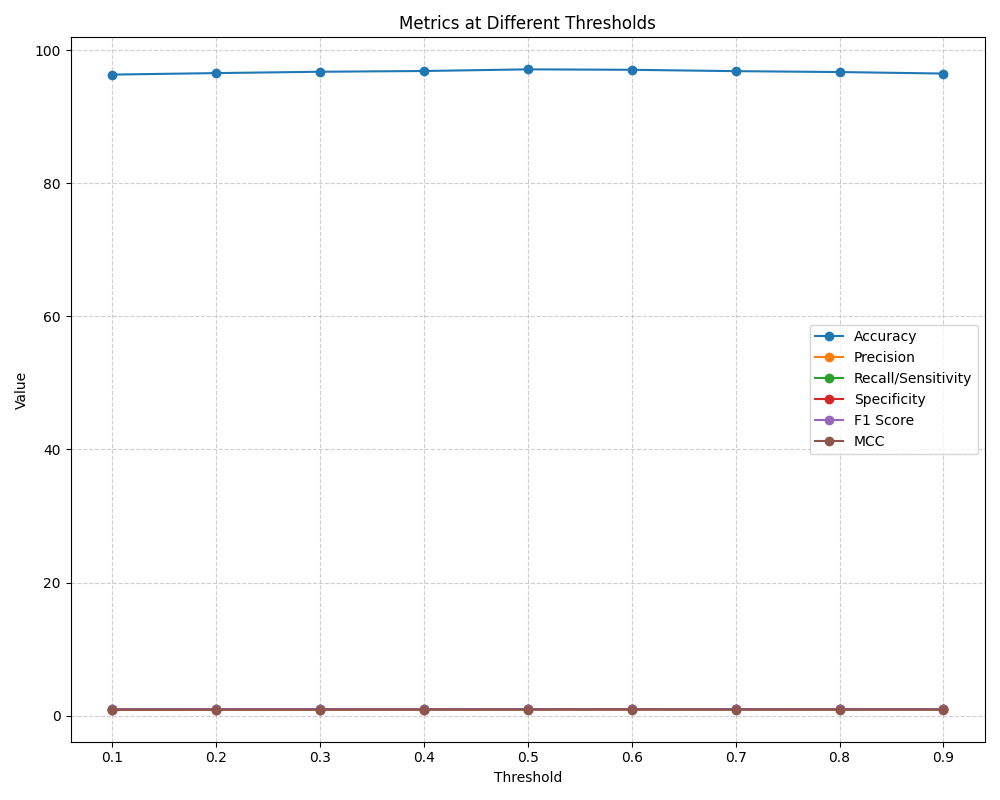 Metrics at Different Thresholds
100
80
60
40
20
0
Value
Accuracy
Precision
Recall/Sensitivity
Specificity
F1 Score
MCC
0.1 0.2 0.3 0.4 0.5 0.6 0.7 0.8 0.9
Threshold